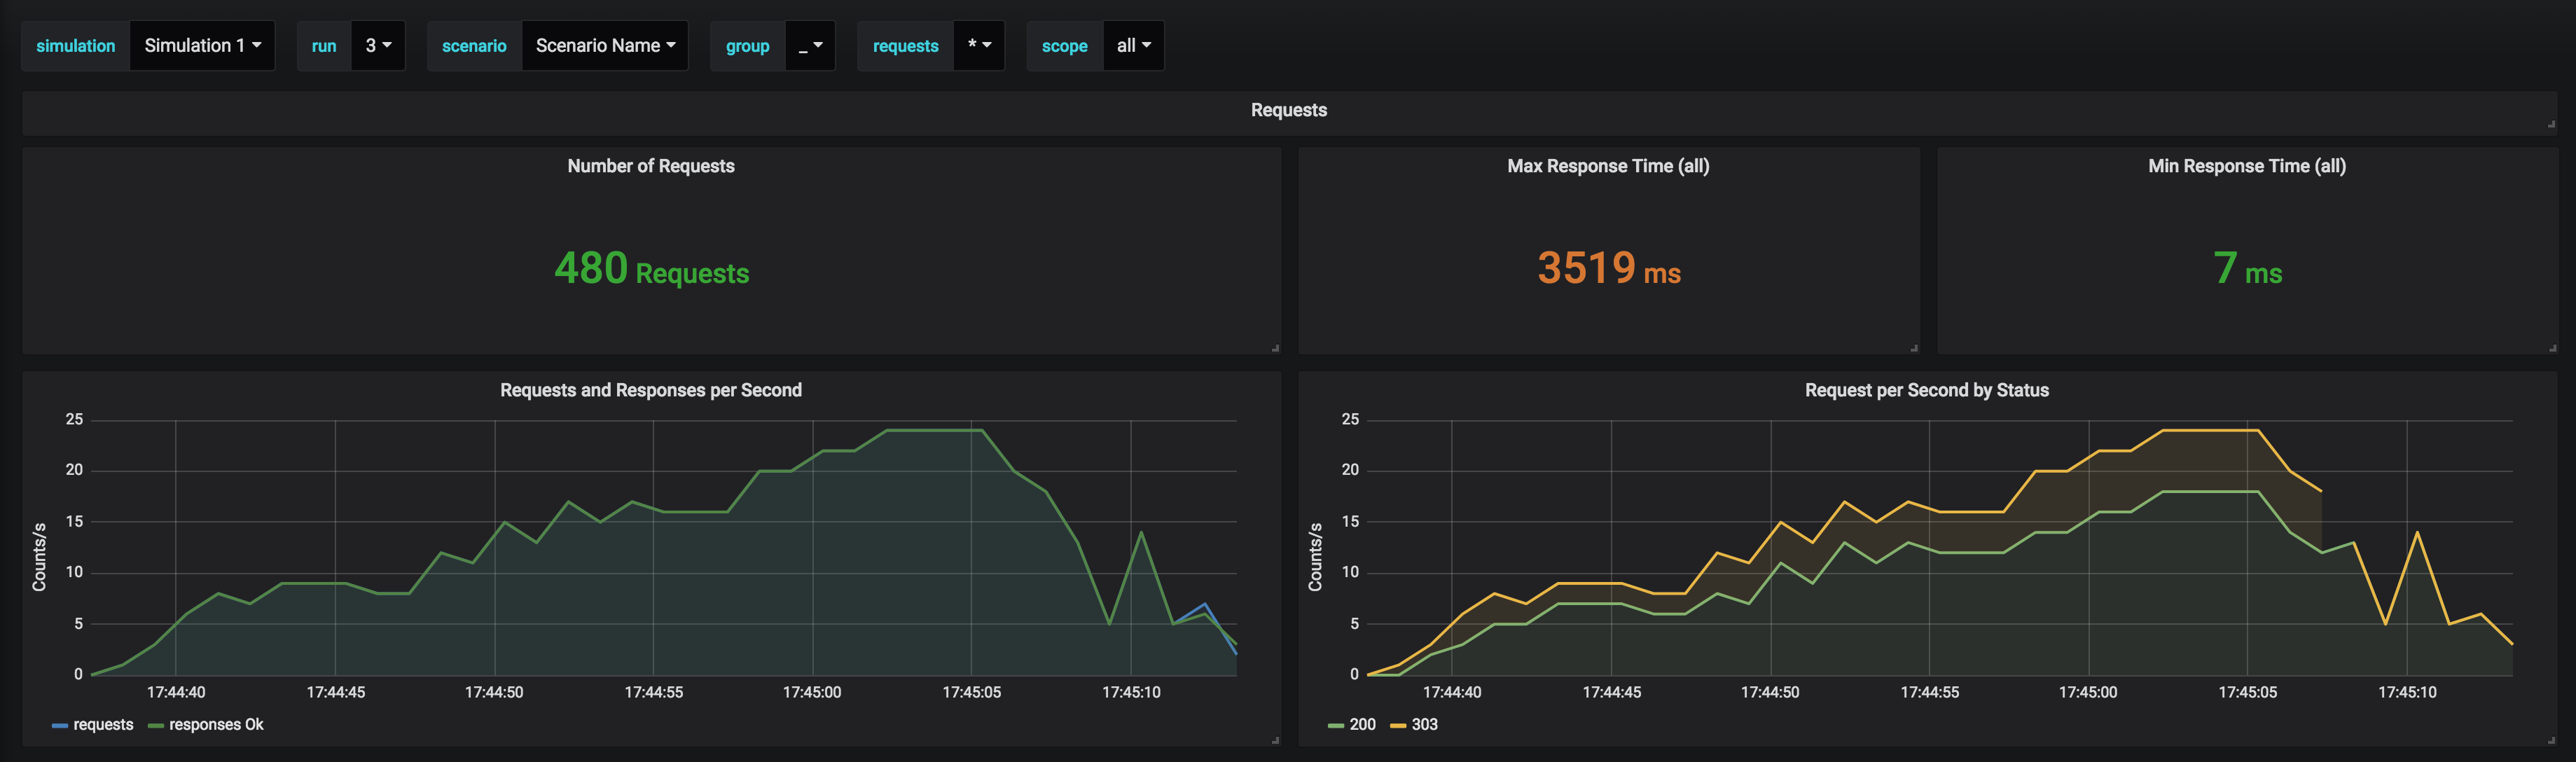 simulation Simulation 1 run 3 scenario Scenario Name group _ requests * scope all
Requests
Number of Requests
480 Requests
Max Response Time (all)
3519 ms
Min Response Time (all)
7 ms
Requests and Responses per Second
Counts/s
25
20
15
10
5
0
17:44:40 17:44:45 17:44:50 17:44:55 17:45:00 17:45:05 17:45:10
requests responses Ok
Request per Second by Status
Counts/s
25
20
15
10
5
0
17:44:40 17:44:45 17:44:50 17:44:55 17:45:00 17:45:05 17:45:10
200 303